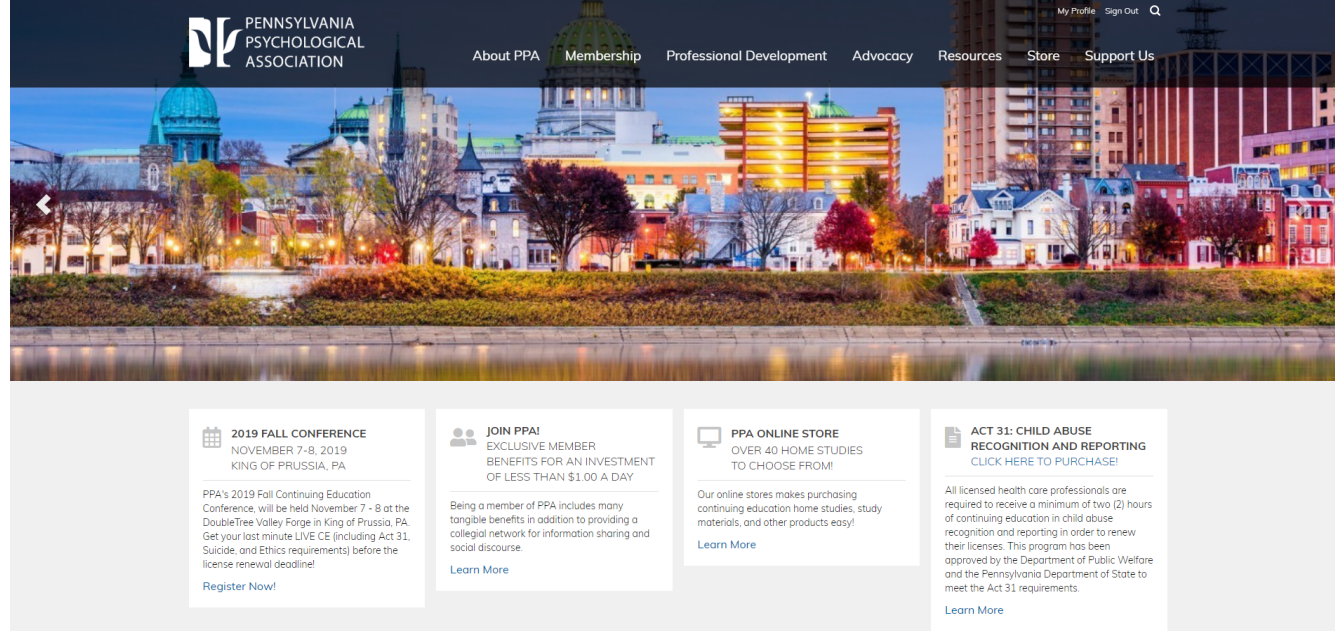 My Profile Sign Out
PENNSYLVANIA
PSYCHOLOGICAL
ASSOCIATION
About PPA Membership Professional Development Advocacy Resources Store Support Us
2019 FALL CONFERENCE
NOVEMBER 7-8, 2019
KING OF PRUSSIA, PA
PPA's 2019 Fall Continuing Education
Conference, will be held November 7 - 8 at the
DoubleTree Valley Forge in King of Prussia, PA.
Get your last minute LIVE CE (including Act 31,
Suicide, and Ethics requirements) before the
license renewal deadline!
Register Now!
JOIN PPA!
EXCLUSIVE MEMBER
BENEFITS FOR AN INVESTMENT
OF LESS THAN $1.00 A DAY
Being a member of PPA includes many
tangible benefits in addition to providing a
collegial network for information sharing and
social discourse.
Learn More
PPA ONLINE STORE
OVER 40 HOME STUDIES
TO CHOOSE FROM!
Our online stores makes purchasing
continuing education home studies, study
materials, and other products easy!
Learn More
ACT 31: CHILD ABUSE
RECOGNITION AND REPORTING
CLICK HERE TO PURCHASE!
All licensed health care professionals are
required to receive a minimum of two (2) hours
of continuing education in child abuse
recognition and reporting in order to renew
their licenses. This program has been
approved by the Department of Public Welfare
and the Pennsylvania Department of State to
meet the Act 31 requirements.
Learn More